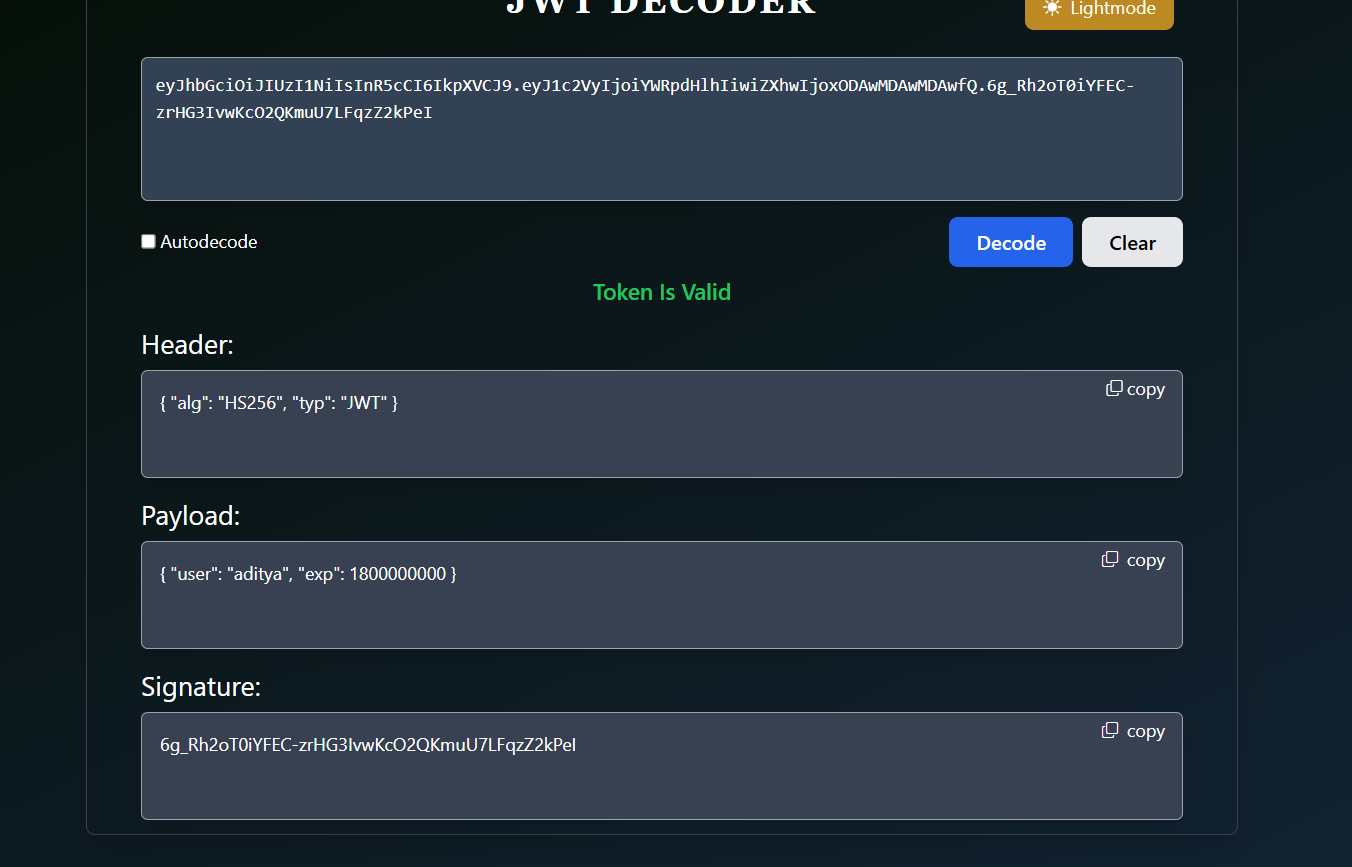 JWT DECODER
Lightmode
eyJhbGciOiJIUzI1NiIsInR5cCI6IkpXVCJ9.eyJ1c2VyIjoiYWRpdHlhIiwiZXhwIjoxODAwMDAwMDAwfQ.6g_Rh2oT0iYFEC-
zrHG3IvwKcO2QKmuU7LFqzZ2kPeI
Autodecode
Decode
Clear
Token Is Valid
Header:
copy
{ "alg": "HS256", "typ": "JWT" }
Payload:
copy
{ "user": "aditya", "exp": 1800000000 }
Signature:
copy
6g_Rh2oT0iYFEC-zrHG3IvwKcO2QKmuU7LFqzZ2kPeI